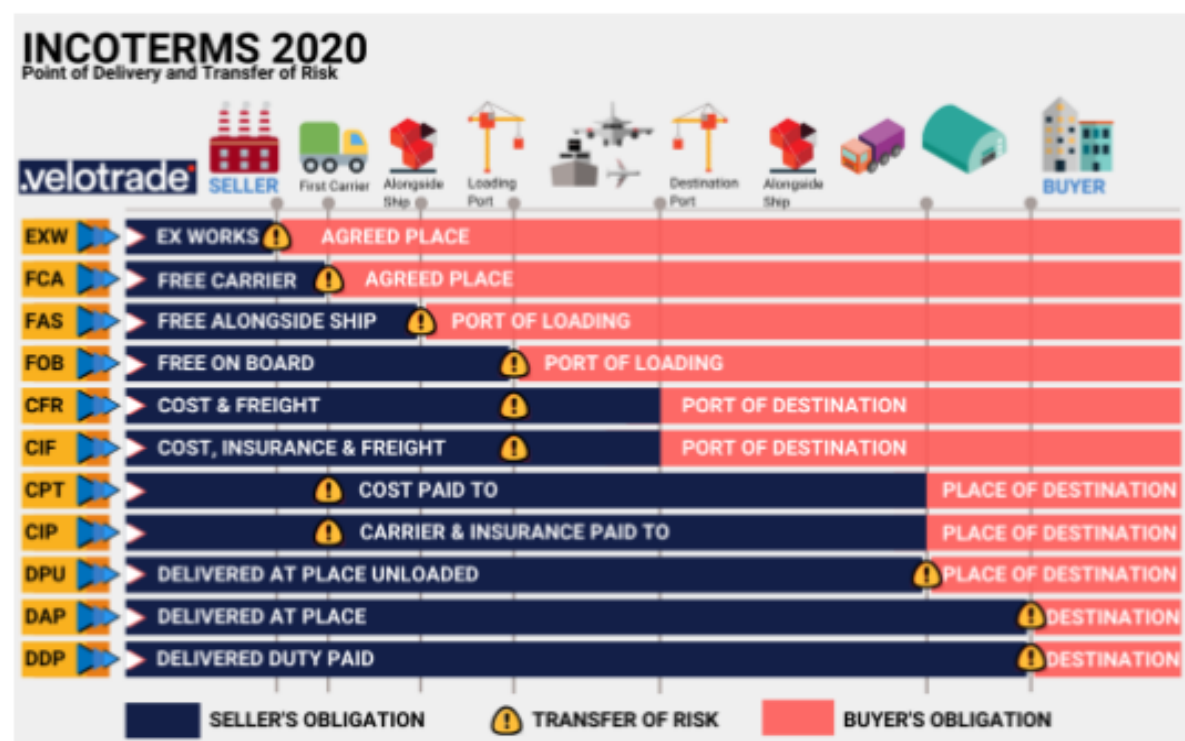 INCOTERMS 2020
Point of Delivery and Transfer of Risk
.velotrade
SELLER
First Carrier
Alongside
Ship
Loading
Port
Destination
Port
Alongside
Ship
BUYER
EXW EX WORKS AGREED PLACE
FCA FREE CARRIER AGREED PLACE
FAS FREE ALONGSIDE SHIP PORT OF LOADING
FOB FREE ON BOARD PORT OF LOADING
CFR COST & FREIGHT PORT OF DESTINATION
CIF COST, INSURANCE & FREIGHT PORT OF DESTINATION
CPT COST PAID TO PLACE OF DESTINATION
CIP CARRIER & INSURANCE PAID TO PLACE OF DESTINATION
DPU DELIVERED AT PLACE UNLOADED PLACE OF DESTINATION
DAP DELIVERED AT PLACE DESTINATION
DDP DELIVERED DUTY PAID DESTINATION
SELLER'S OBLIGATION TRANSFER OF RISK BUYER'S OBLIGATION